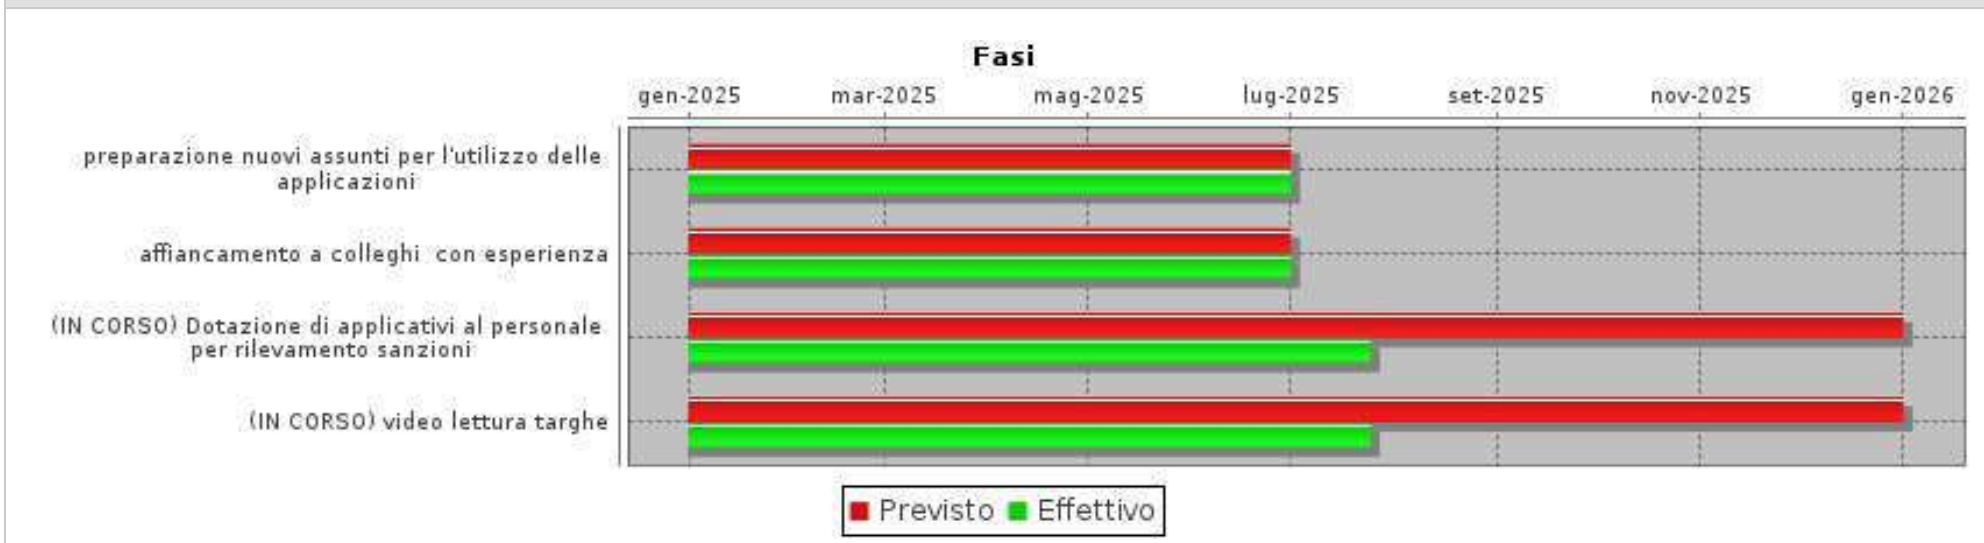 Fasi
gen-2025 mar-2025 mag-2025 lug-2025 set-2025 nov-2025 gen-2026
preparazione nuovi assunti per l'utilizzo delle
applicazioni
affiancamento a colleghi con esperienza
(IN CORSO) Dotazione di applicativi al personale
per rilevamento sanzioni
(IN CORSO) video lettura targhe
Previsto Effettivo